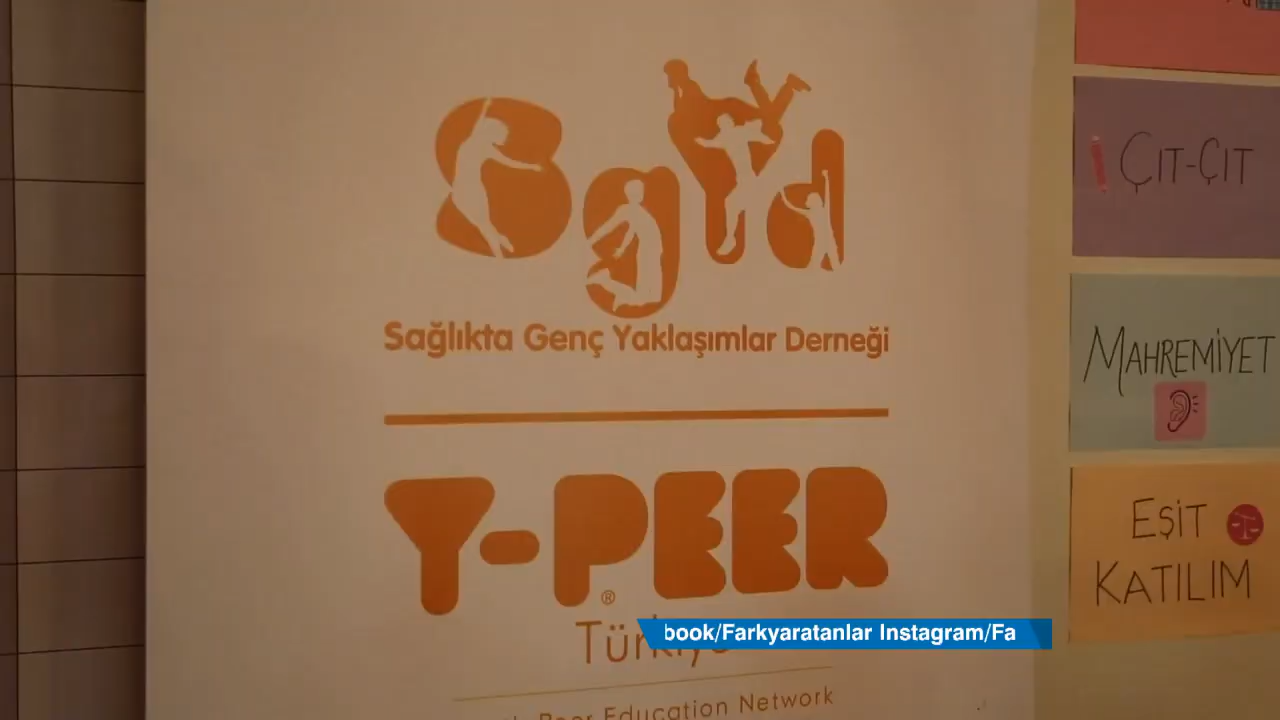 Sgyd
Sağlıkta Genç Yaklaşımlar Derneği
Y-PEER
®
Türkiye
Peer Education Network
book/Farkyaratanlar Instagram/Fa
ÇIT-ÇIT
MAHREMİYET
EŞİT
KATILIM